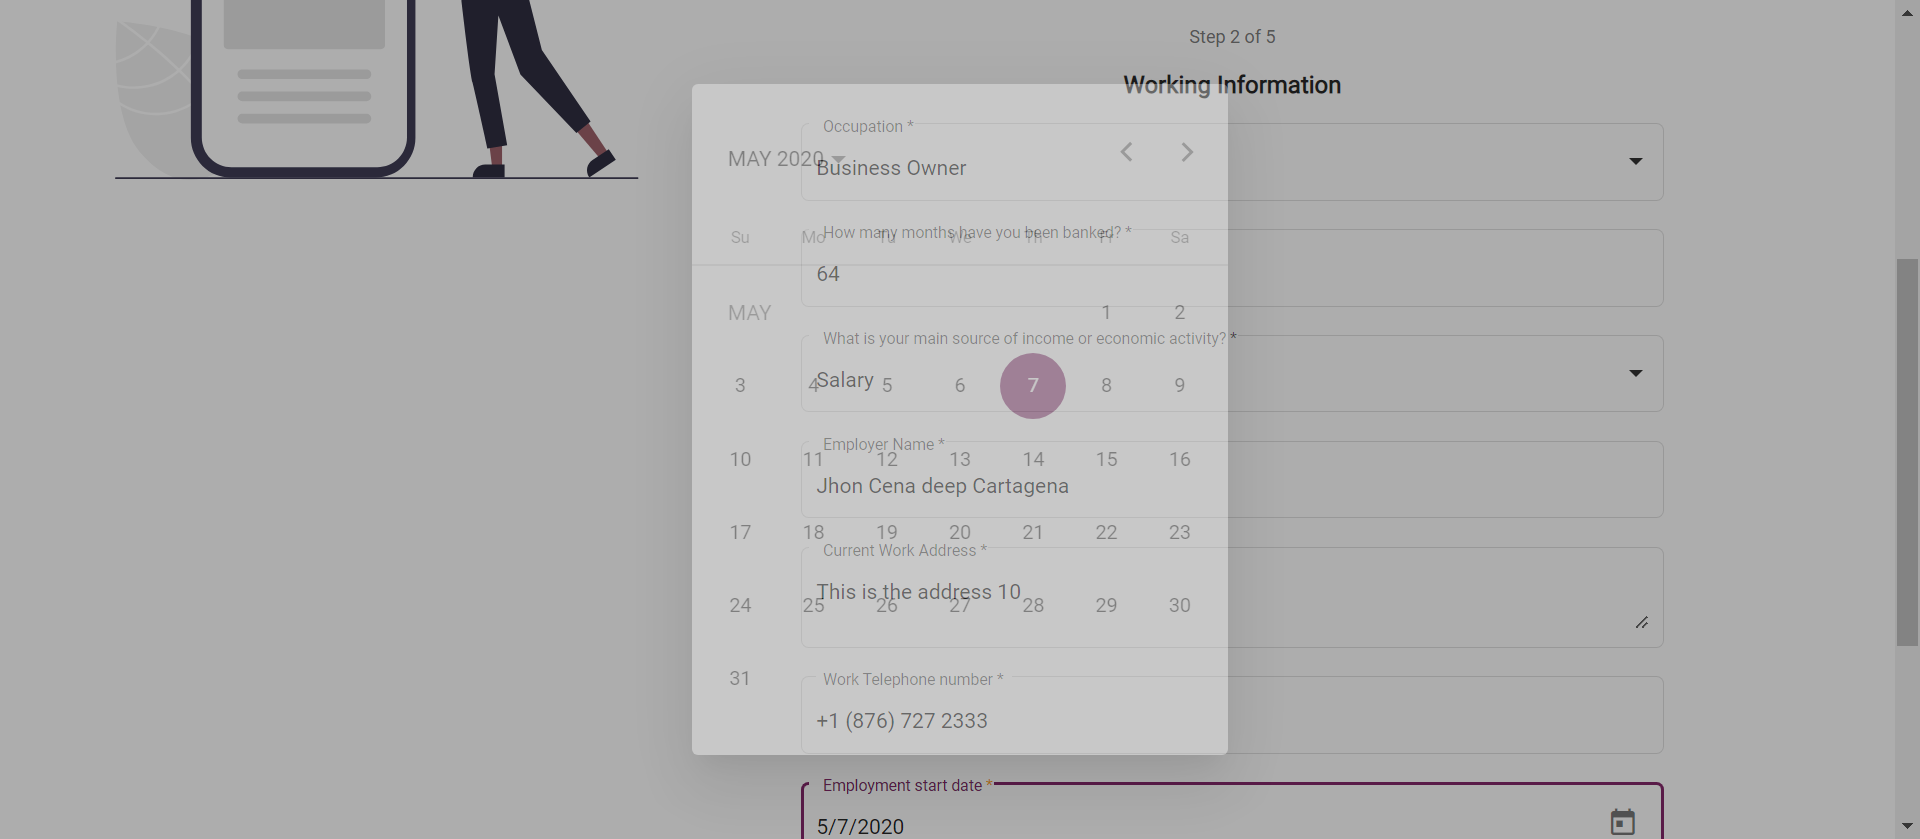 Step 2 of 5
Working Information
Occupation *
Business Owner
How many months have you been banked? *
64
What is your main source of income or economic activity? *
Salary
Employer Name *
Jhon Cena deep Cartagena
Current Work Address *
This is the address 10
Work Telephone number *
+1 (876) 727 2333
Employment start date *
5/7/2020
MAY 2020
Su Mo Tu We Th Fr Sa
MAY 1 2
3 4 5 6 7 8 9
10 11 12 13 14 15 16
17 18 19 20 21 22 23
24 25 26 27 28 29 30
31